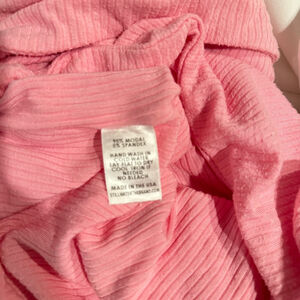 95% MODAL
5% SPANDEX
HAND WASH IN
COLD WATER
LAY FLAT TO DRY
COOL IRON IF
NEEDED
NO BLEACH
MADE IN THE USA